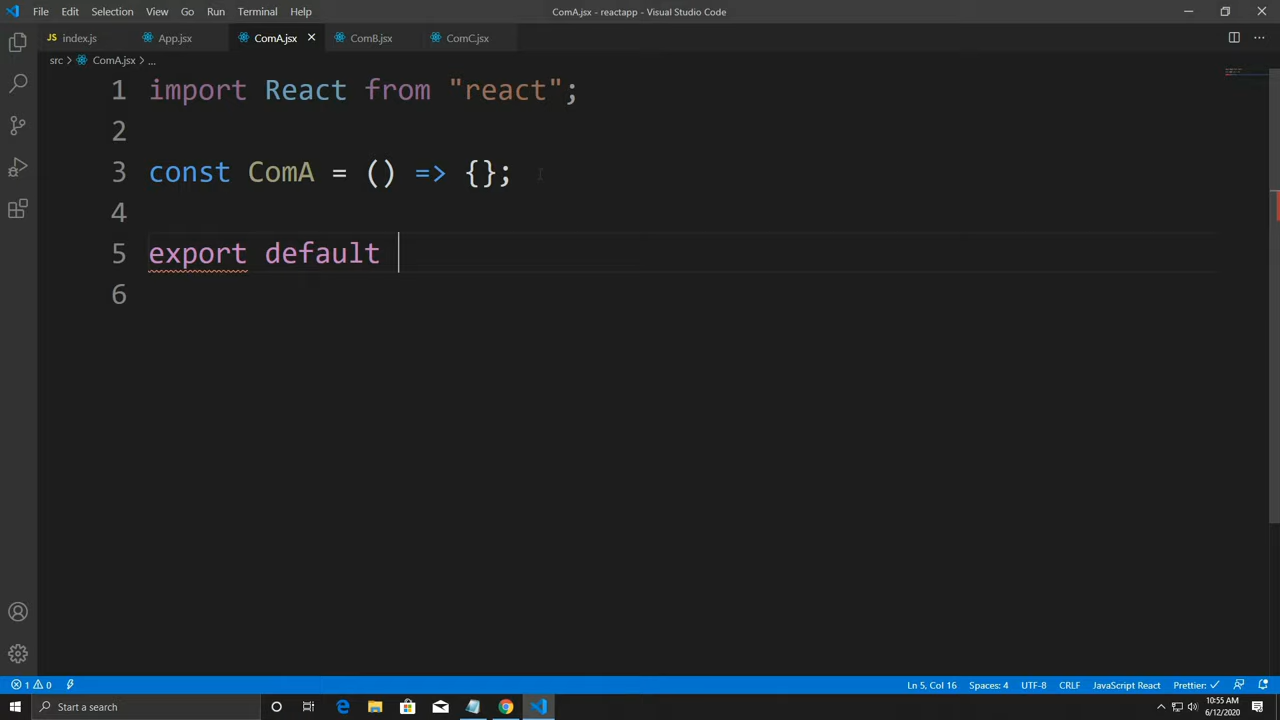 File Edit Selection View Go Run Terminal Help
ComA.jsx - reactapp - Visual Studio Code
JS index.js App.jsx ComA.jsx ComB.jsx ComC.jsx
src > ComA.jsx > ...
1 import React from "react";
2
3 const ComA = () => {};
4
5 export default
6
1 0
Ln 5, Col 16 Spaces: 4 UTF-8 CRLF JavaScript React Prettier: ✓
Start search
10:55 AM
6/12/2020